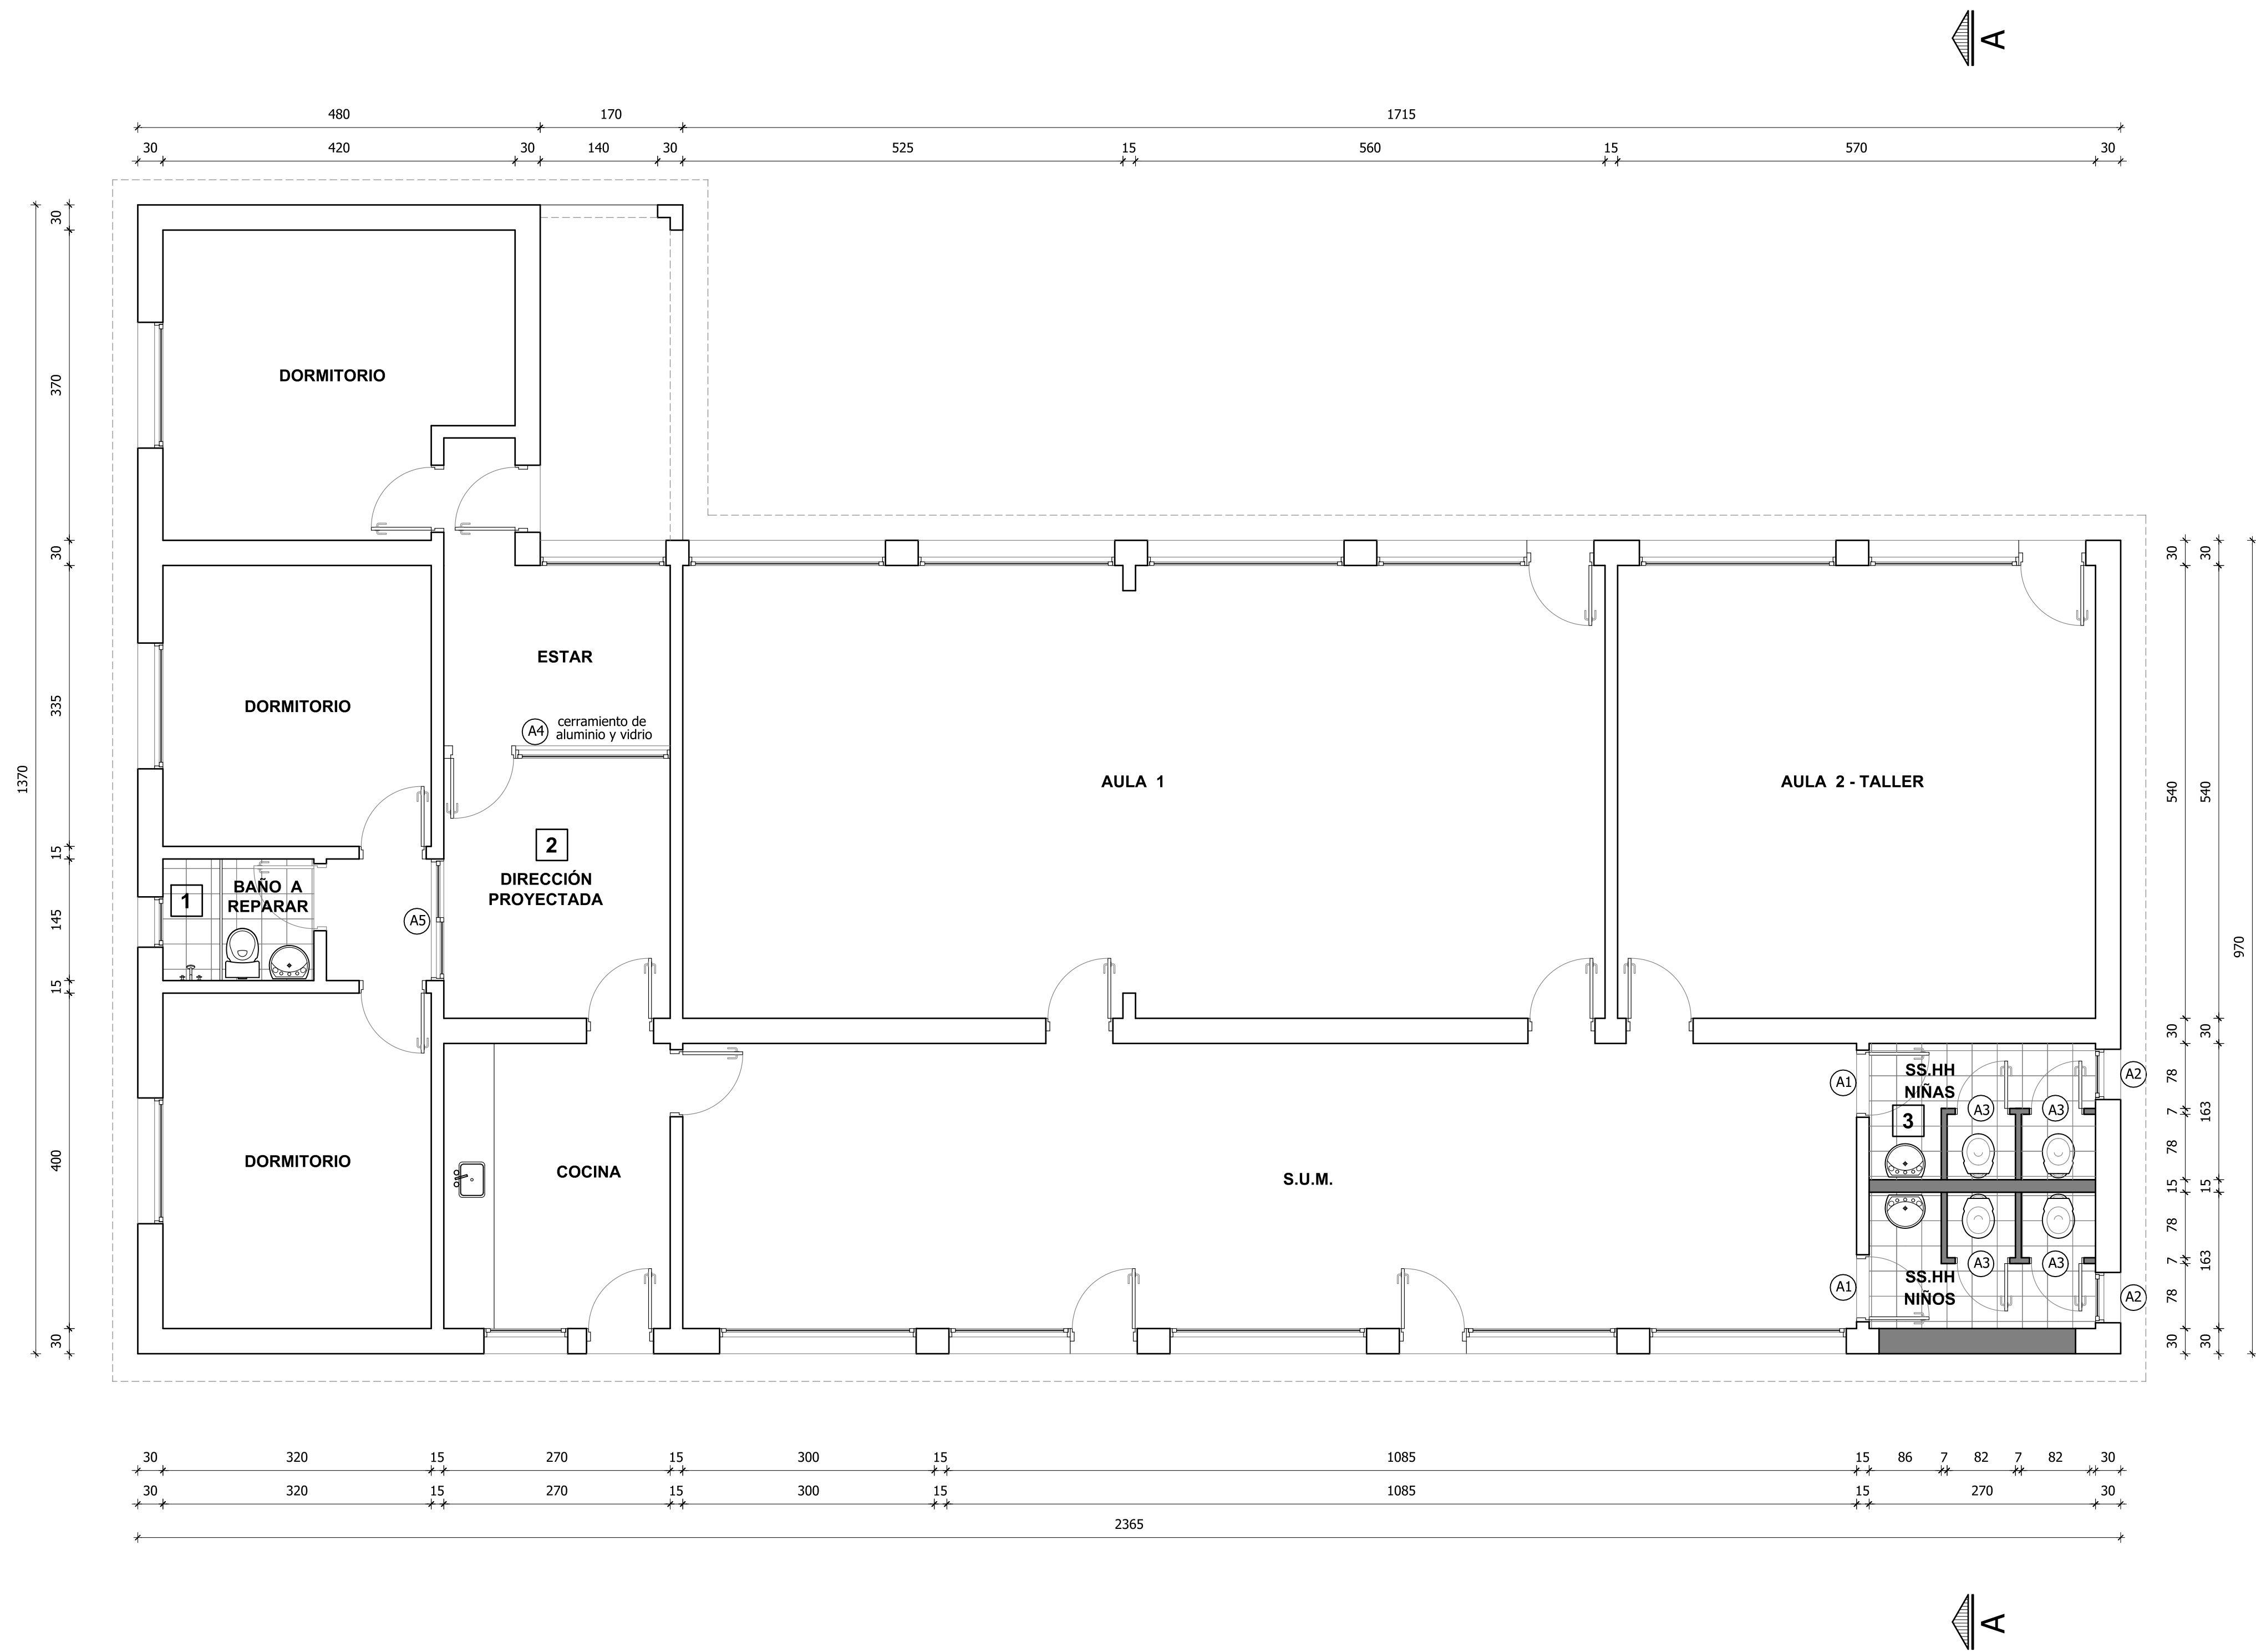 A
480 170 1715
30 420 30 140 30 525 15 560 15 570 30
30
370
30
335
15
145
15
400
30
1370
DORMITORIO
DORMITORIO
ESTAR
A4
cerramiento de
aluminio y vidrio
AULA 1
AULA 2 - TALLER
2
DIRECCIÓN
PROYECTADA
1
BAÑO A
REPARAR
A5
DORMITORIO
COCINA
S.U.M.
A1
SS.HH
NIÑAS
A2
3
A3
A3
A3
A3
A1
SS.HH
NIÑOS
A2
30
540
30
78
7
78
15
78
7
78
30
30
540
30
163
15
163
30
970
30 320 15 270 15 300 15 1085 15 86 7 82 7 82 30
30 320 15 270 15 300 15 1085 15 270 30
2365
A